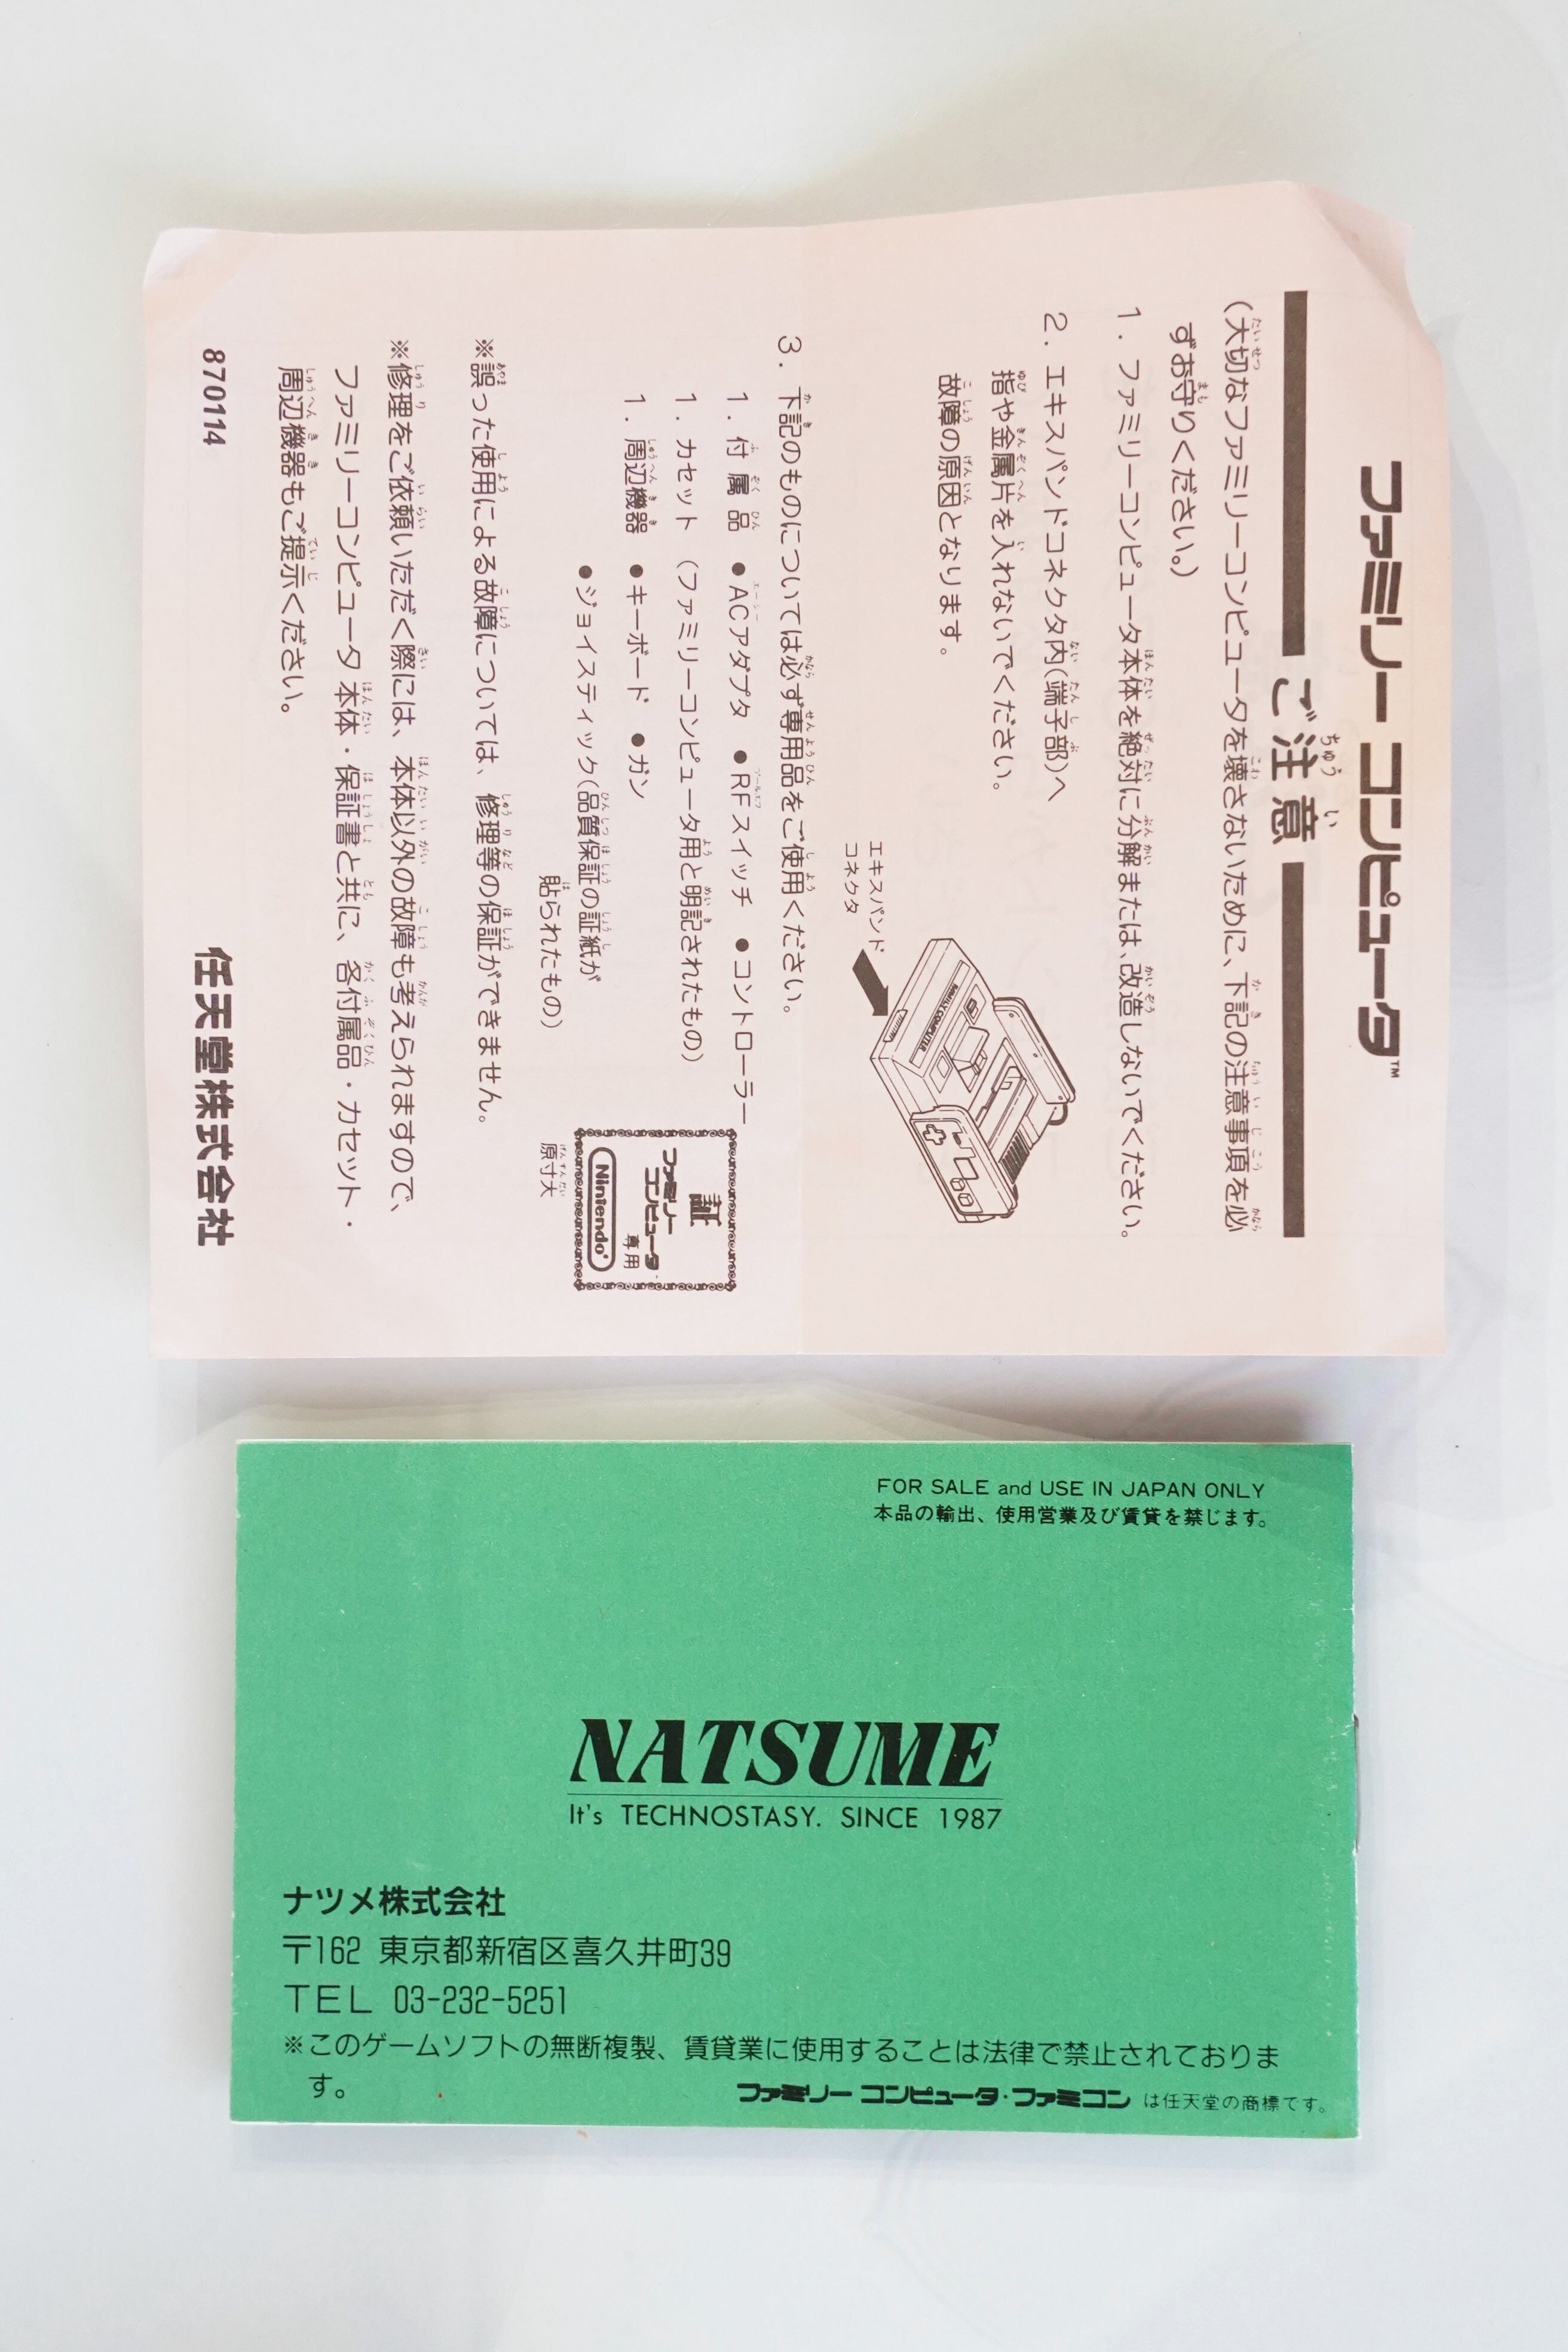 ファミリー コンピュータ™
ご注意
(大切なファミリーコンピュータを壊さないために、下記の注意事項を必
ずお守りください。)
1. ファミリーコンピュータ本体を絶対に分解または、改造しないでください。
2. エキスパンドコネクタ内(端子部)へ
指や金属片を入れないでください。
故障の原因となります。
エキスパンド
コネクタ
FAMILY COMPUTER
3. 下記のものについては必ず専用品をご使用ください。
1. 付属品 ●ACアダプタ ●RFスイッチ ●コントローラー
1. カセット (ファミリーコンピュータ用と明記されたもの)
1. 周辺機器 ●キーボード ●ガン
●ジョイスティック(品質保証の証紙が
貼られたもの)
証
ファミリー
コンピュータ
専用
Nintendo®
原寸大
※誤った使用による故障については、修理等の保証ができません。
※修理をご依頼いただく際には、本体以外の故障も考えられますので、
ファミリーコンピュータ本体・保証書と共に、各付属品・カセット・
周辺機器もご提示ください。
870114
任天堂株式会社
FOR SALE and USE IN JAPAN ONLY
本品の輸出、使用営業及び賃貸を禁じます。
NATSUME
It's TECHNOSTASY. SINCE 1987
ナツメ株式会社
〒162 東京都新宿区喜久井町39
TEL 03-232-5251
※このゲームソフトの無断複製、賃貸業に使用することは法律で禁止されておりま
す。
ファミリーコンピュータ・ファミコン は任天堂の商標です。